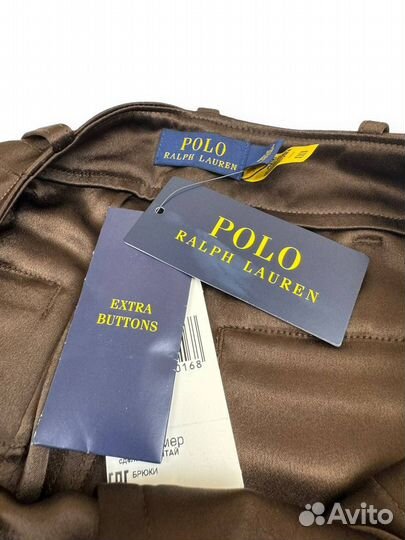 POLO
RALPH LAUREN
POLO
RALPH LAUREN
EXTRA
BUTTONS
0168
БРЮКИ
Avito